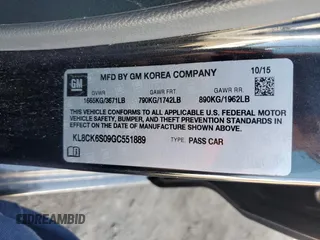 GM
MFD BY GM KOREA COMPANY
10/15
GVWR
GAWR FRT
GAWR RR
1665KG/3671LB
790KG/1742LB
890KG/1962LB
THIS VEHICLE CONFORMS TO ALL APPLICABLE U.S. FEDERAL MOTOR
VEHICLE SAFETY, BUMPER, AND THEFT PREVENTION STANDARDS
IN EFFECT ON THE DATE OF MANUFACTURE SHOWN ABOVE.
KL8CK6S09GC551889
TYPE: PASS CAR
DREAMBID.COM